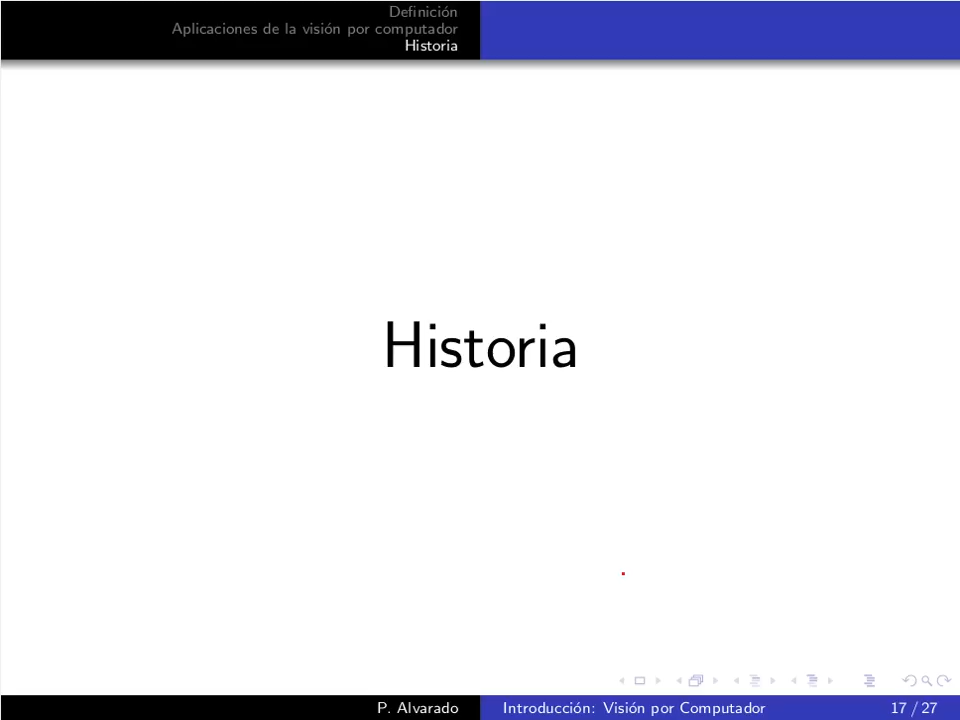 Definición
Aplicaciones de la visión por computador
Historia
Historia
P. Alvarado
Introducción: Visión por Computador
17 / 27